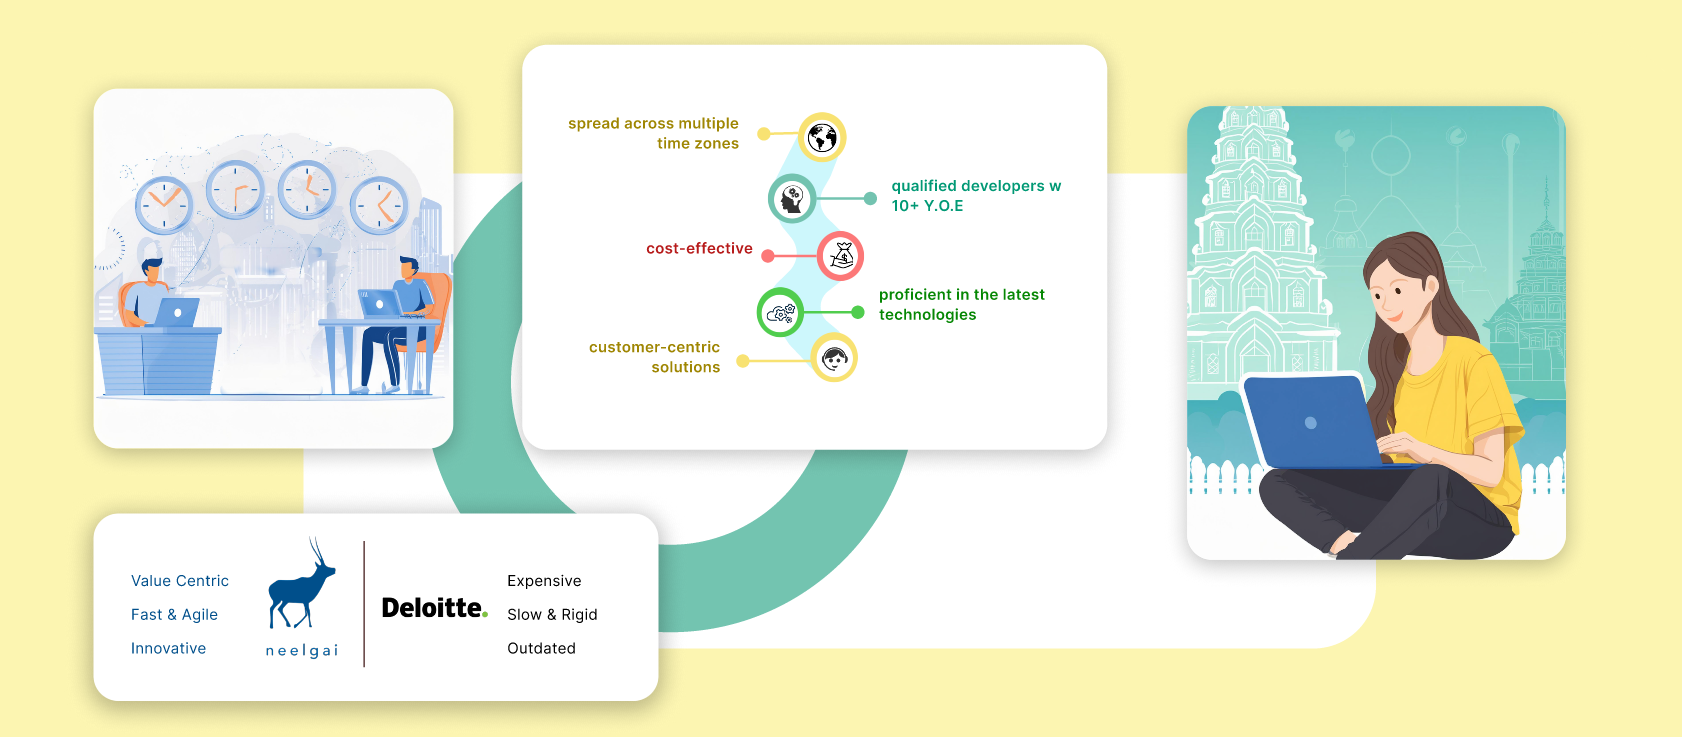 spread across multiple
time zones
qualified developers w
10+ Y.O.E
cost-effective
proficient in the latest
technologies
customer-centric
solutions
Value Centric
Fast & Agile
Innovative
neelgai
Deloitte.
Expensive
Slow & Rigid
Outdated